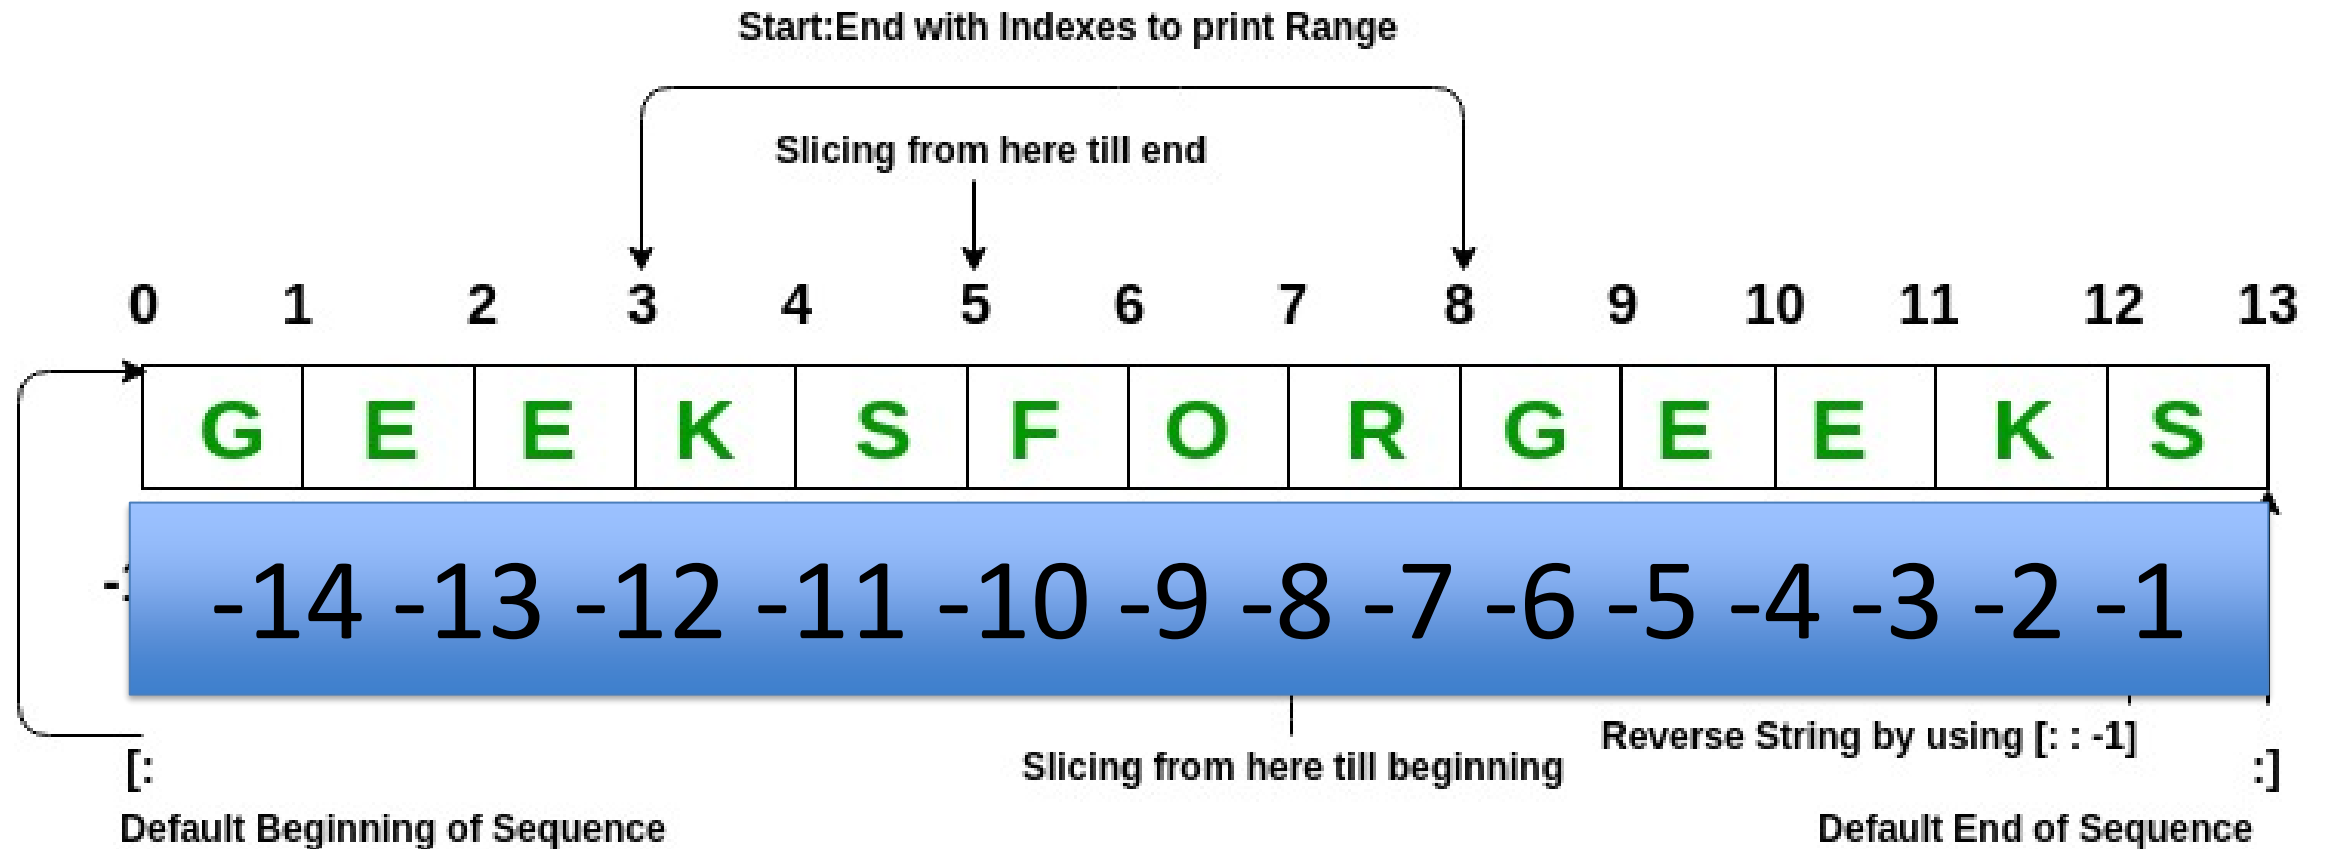 Start:End with Indexes to print Range
Slicing from here till end
0 1 2 3 4 5 6 7 8 9 10 11 12 13
G E E K S F O R G E E K S
-14 -13 -12 -11 -10 -9 -8 -7 -6 -5 -4 -3 -2 -1
Reverse String by using [: : -1]
[: Slicing from here till beginning :]
Default Beginning of Sequence Default End of Sequence